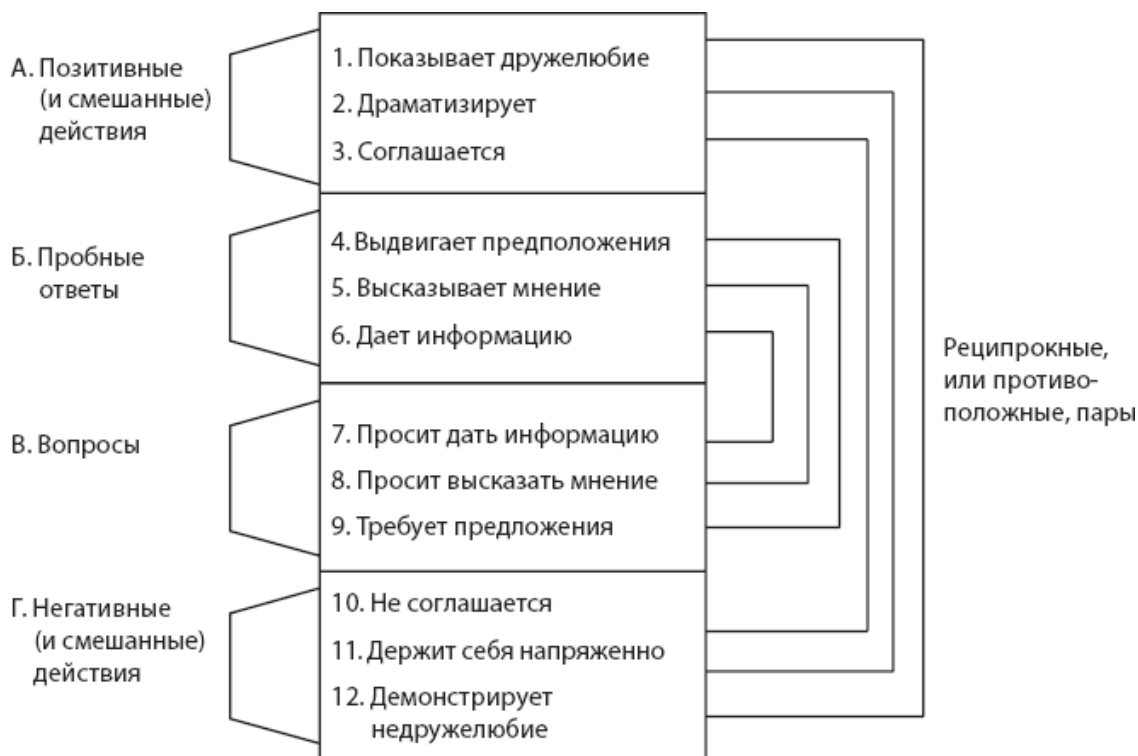 А. Позитивные
(и смешанные)
действия
1. Показывает дружелюбие
2. Драматизирует
3. Соглашается
Б. Пробные
ответы
4. Выдвигает предположения
5. Высказывает мнение
6. Дает информацию
В. Вопросы
7. Просит дать информацию
8. Просит высказать мнение
9. Требует предложения
Г. Негативные
(и смешанные)
действия
10. Не соглашается
11. Держит себя напряженно
12. Демонстрирует
недружелюбие
Реципрокные,
или противо-
положные, пары